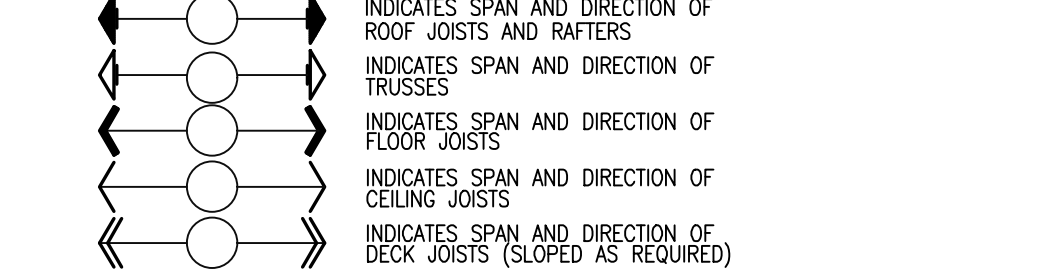 INDICATES SPAN AND DIRECTION OF
ROOF JOISTS AND RAFTERS
INDICATES SPAN AND DIRECTION OF
TRUSSES
INDICATES SPAN AND DIRECTION OF
FLOOR JOISTS
INDICATES SPAN AND DIRECTION OF
CEILING JOISTS
INDICATES SPAN AND DIRECTION OF
DECK JOISTS (SLOPED AS REQUIRED)